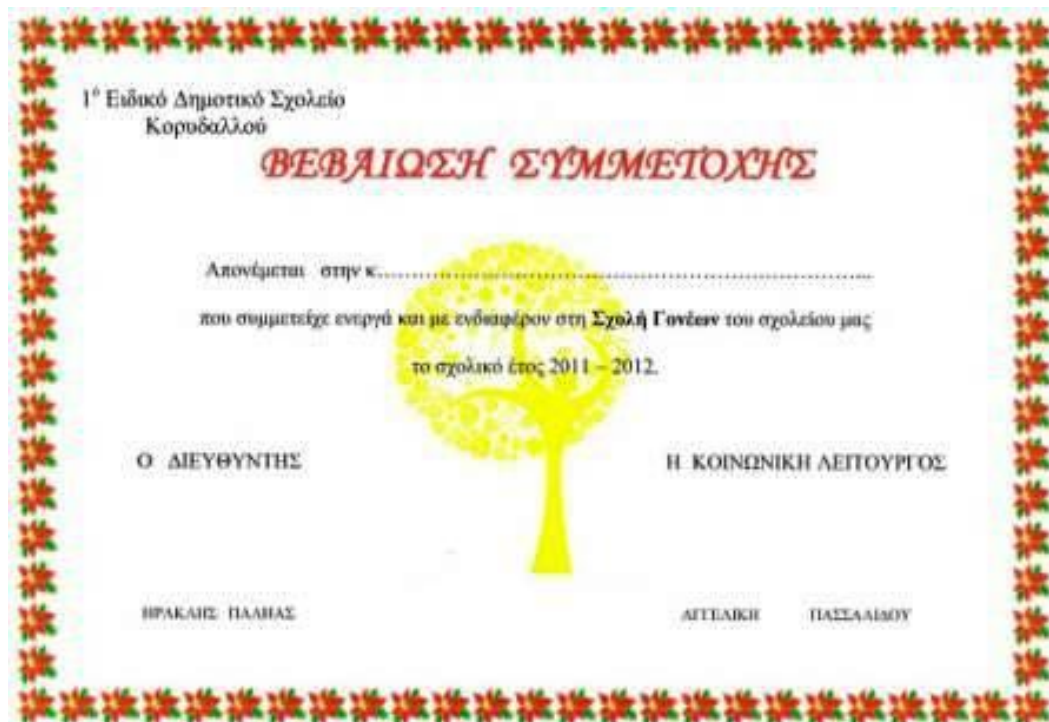 1° Ειδικό Δημοτικό Σχολείο
Κορυδαλλού
ΒΕΒΑΙΩΣΗ ΣΥΜΜΕΤΟΧΗΣ
Απονέμεται στην κ.……………………………………………………………...
που συμμετείχε ενεργά και με ενδιαφέρον στη Σχολή Γονέων του σχολείου μας
το σχολικό έτος 2011 – 2012.
Ο ΔΙΕΥΘΥΝΤΗΣ Η ΚΟΙΝΩΝΙΚΗ ΛΕΙΤΟΥΡΓΟΣ
ΗΡΑΚΛΗΣ ΑΓΓΕΛΙΚΗ ΠΑΣΣΑΛΙΔΟΥ